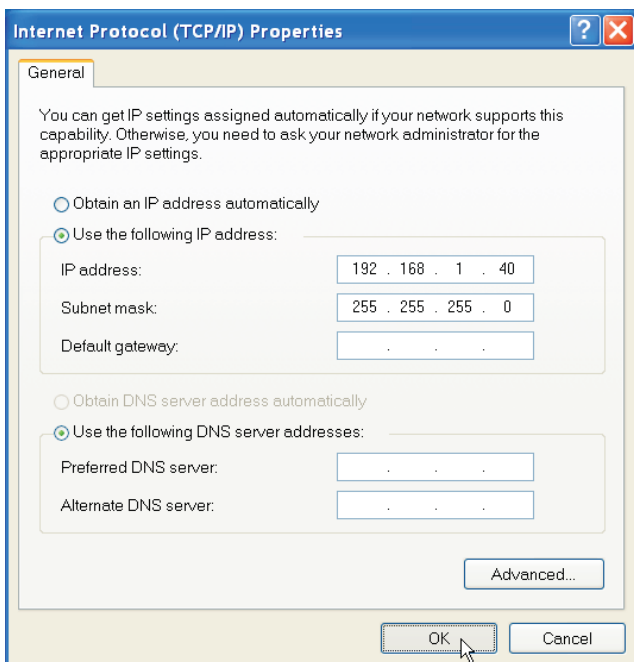 Internet Protocol (TCP/IP) Properties
General
You can get IP settings assigned automatically if your network supports this
capability. Otherwise, you need to ask your network administrator for the
appropriate IP settings.
Obtain an IP address automatically
Use the following IP address:
IP address: 192 . 168 . 1 . 40
Subnet mask: 255 . 255 . 255 . 0
Default gateway: . . .
Obtain DNS server address automatically
Use the following DNS server addresses:
Preferred DNS server: . . .
Alternate DNS server: . . .
Advanced...
OK Cancel